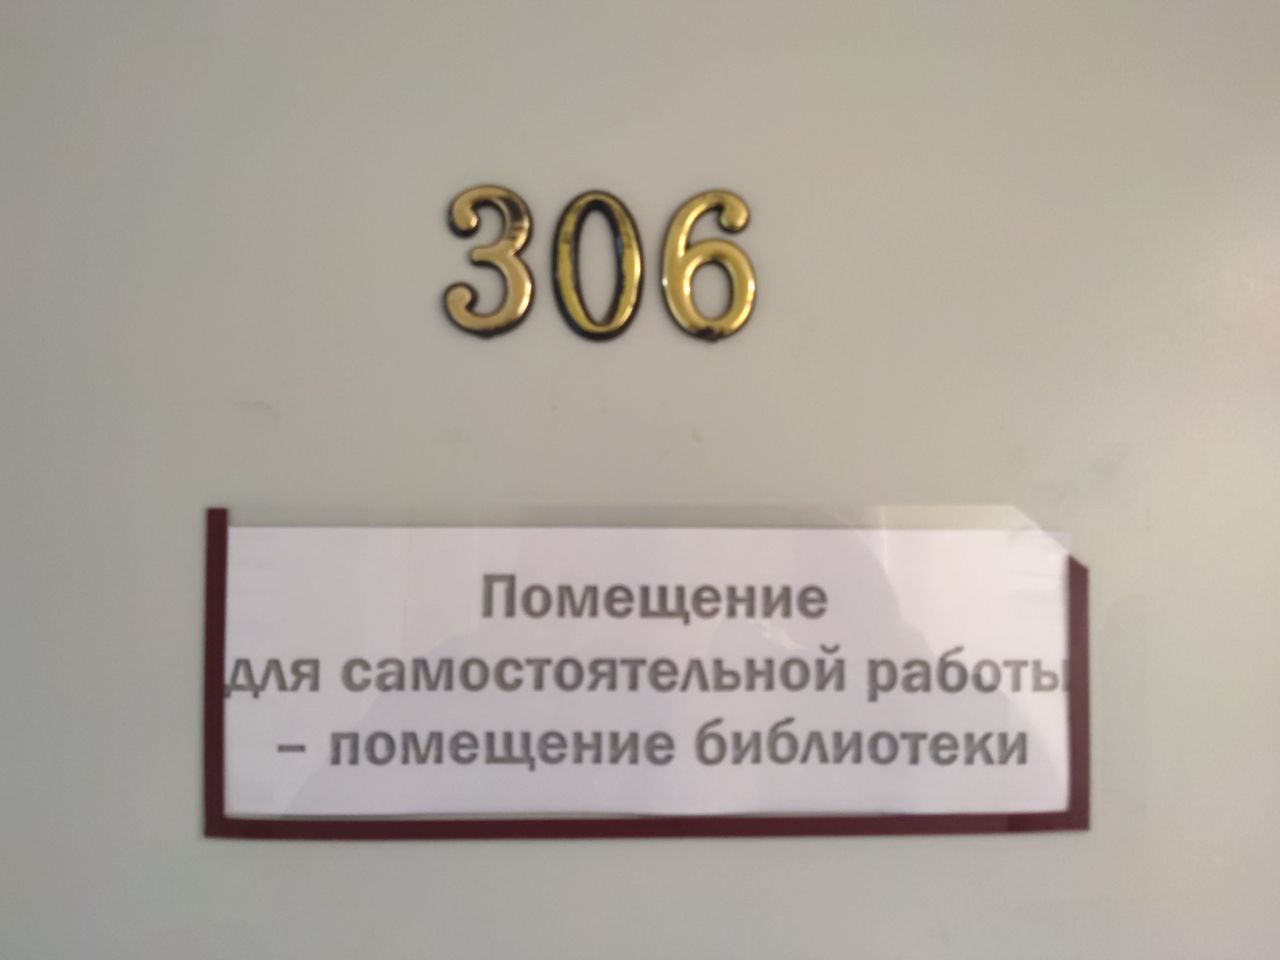 306
Помещение
для самостоятельной работы
– помещение библиотеки